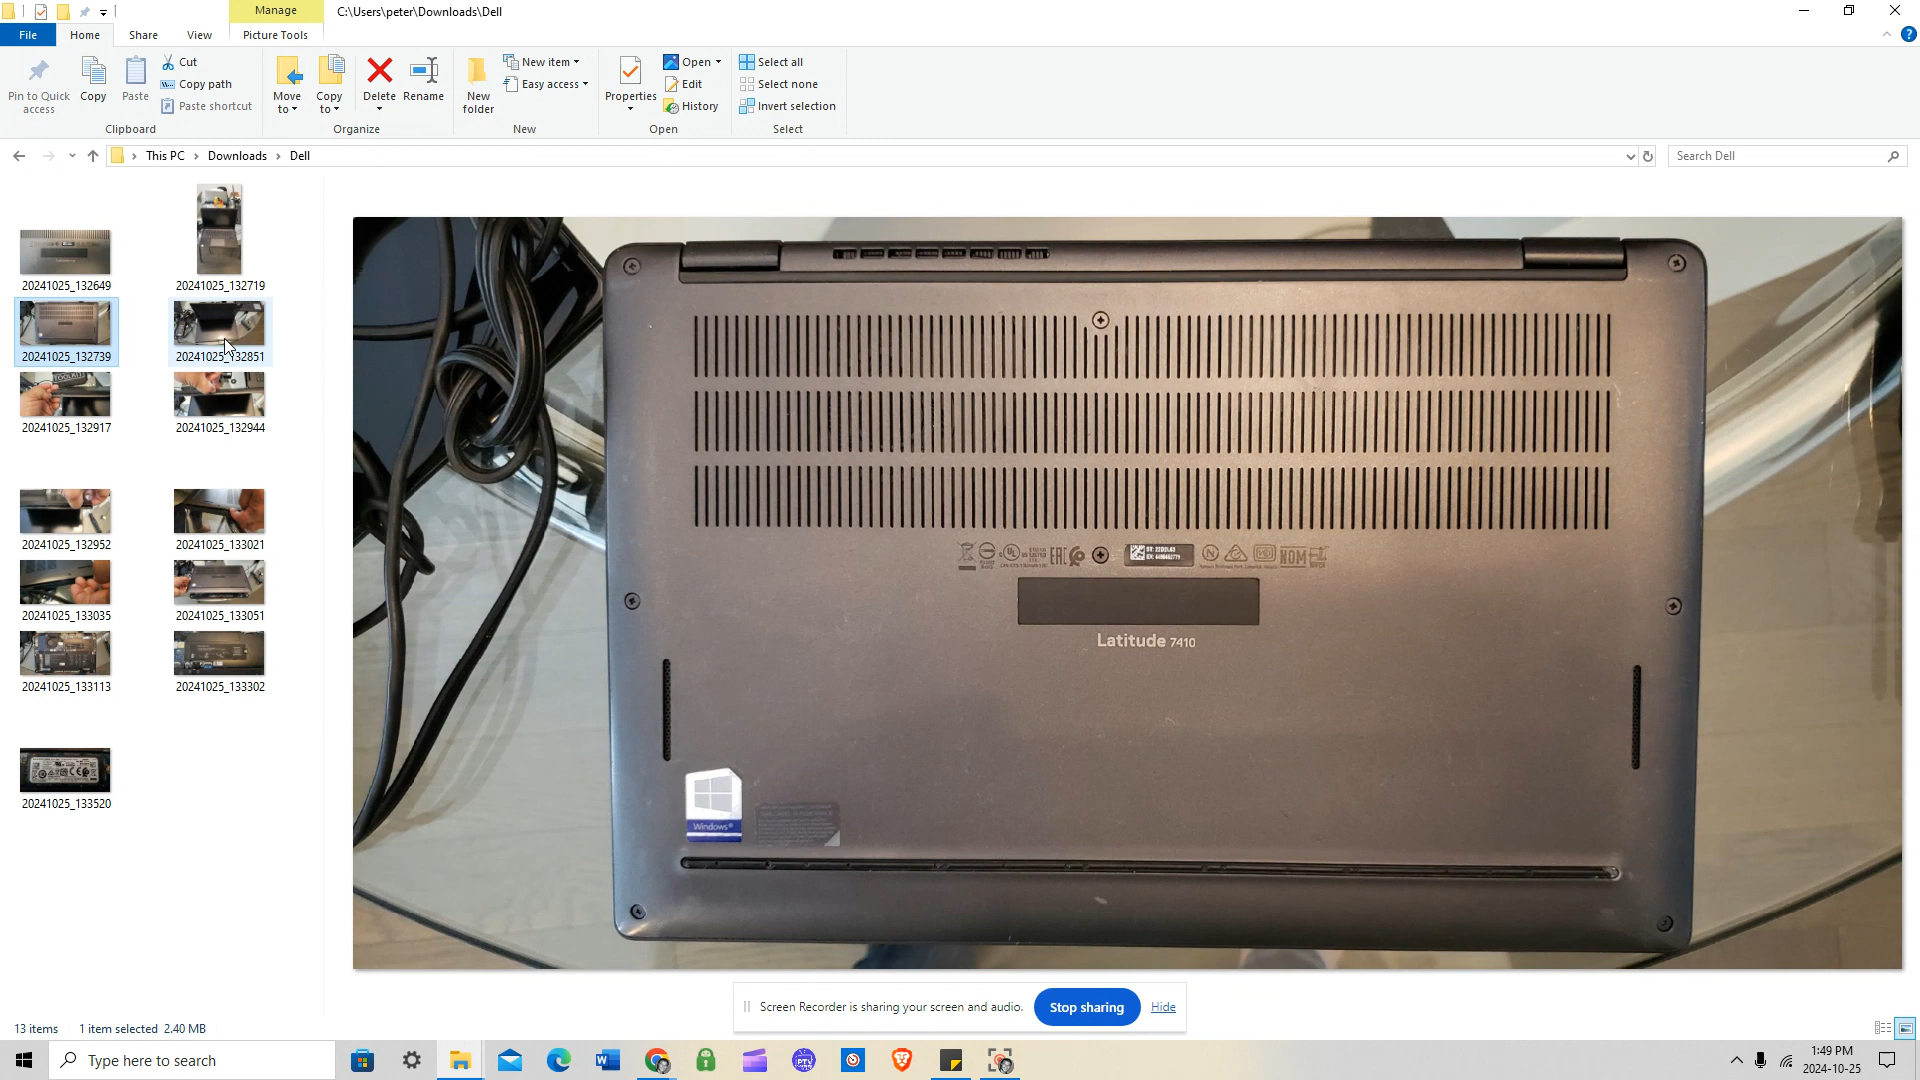 Manage
C:\Users\peter\Downloads\Dell
File
Home
Share
View
Picture Tools
Pin to Quick access
Copy
Paste
Cut
Copy path
Paste shortcut
Clipboard
Move to
Copy to
Delete
Rename
Organize
New folder
New item
Easy access
New
Properties
Open
Edit
History
Open
Select all
Select none
Invert selection
Select
This PC
Downloads
Dell
Search Dell
20241025_132649
20241025_132719
20241025_132739
20241025_132851
20241025_132917
20241025_132944
20241025_132952
20241025_133021
20241025_133035
20241025_133051
20241025_133113
20241025_133302
20241025_133520
UL
EAC
NOM
Latitude 7410
Windows®
Screen Recorder is sharing your screen and audio.
Stop sharing
Hide
13 items
1 item selected 2.40 MB
Type here to search
1:49 PM
2024-10-25